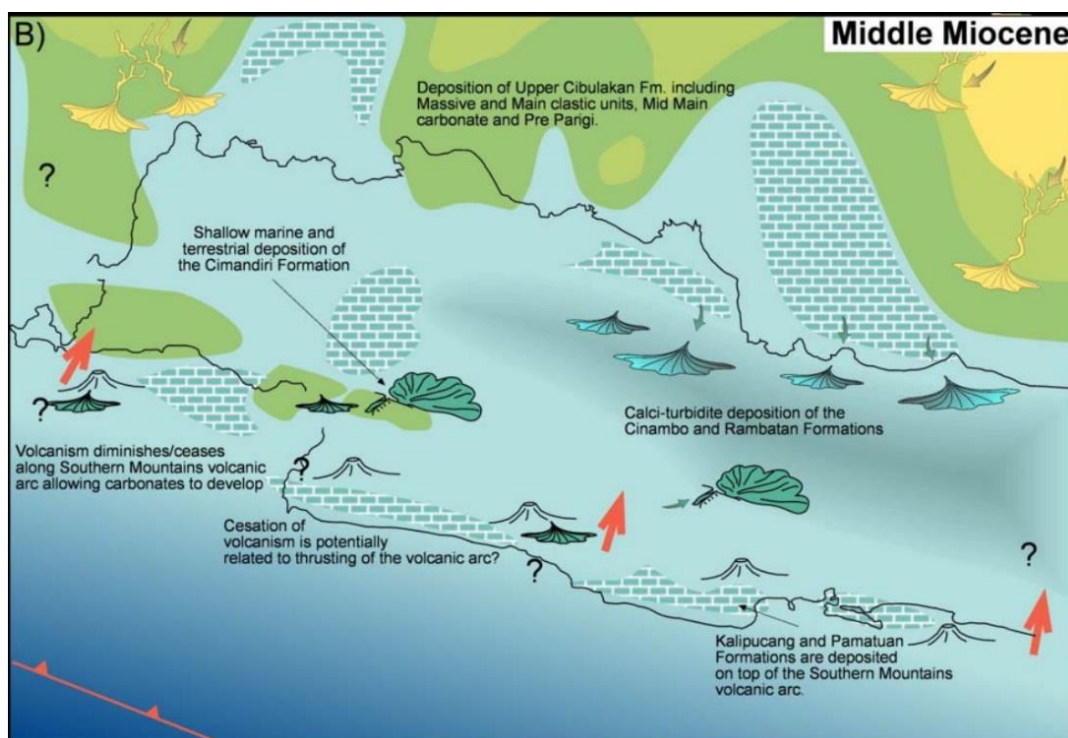 B)
Middle Miocene
Deposition of Upper Cibulakan Fm. including
Massive and Main clastic units, Mid Main
carbonate and Pre Parigi.
?
Shallow marine and
terrestrial deposition of
the Cimandiri Formation
?
Calci-turbidite deposition of the
Cinambo and Rambatan Formations
Volcanism diminishes/ceases
along Southern Mountains volcanic
arc allowing carbonates to develop
?
Cesation of
volcanism is potentially
related to thrusting of the volcanic arc?
?
?
Kalipucang and Pamatuan
Formations are deposited
on top of the Southern Mountains
volcanic arc.